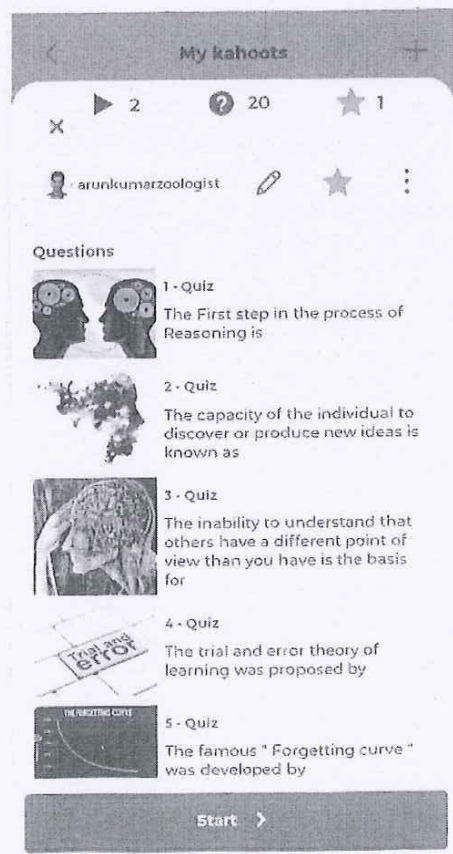 My kahoots
2
20
1
arunkumarzoologist
Questions
1 - Quiz
The First step in the process of
Reasoning is
2 - Quiz
The capacity of the individual to
discover or produce new ideas is
known as
3 - Quiz
The inability to understand that
others have a different point of
view than you have is the basis
for
Trial and
error
4 - Quiz
The trial and error theory of
learning was proposed by
THE FORGETTING CURVE
5 - Quiz
The famous " Forgetting curve "
was developed by
Start